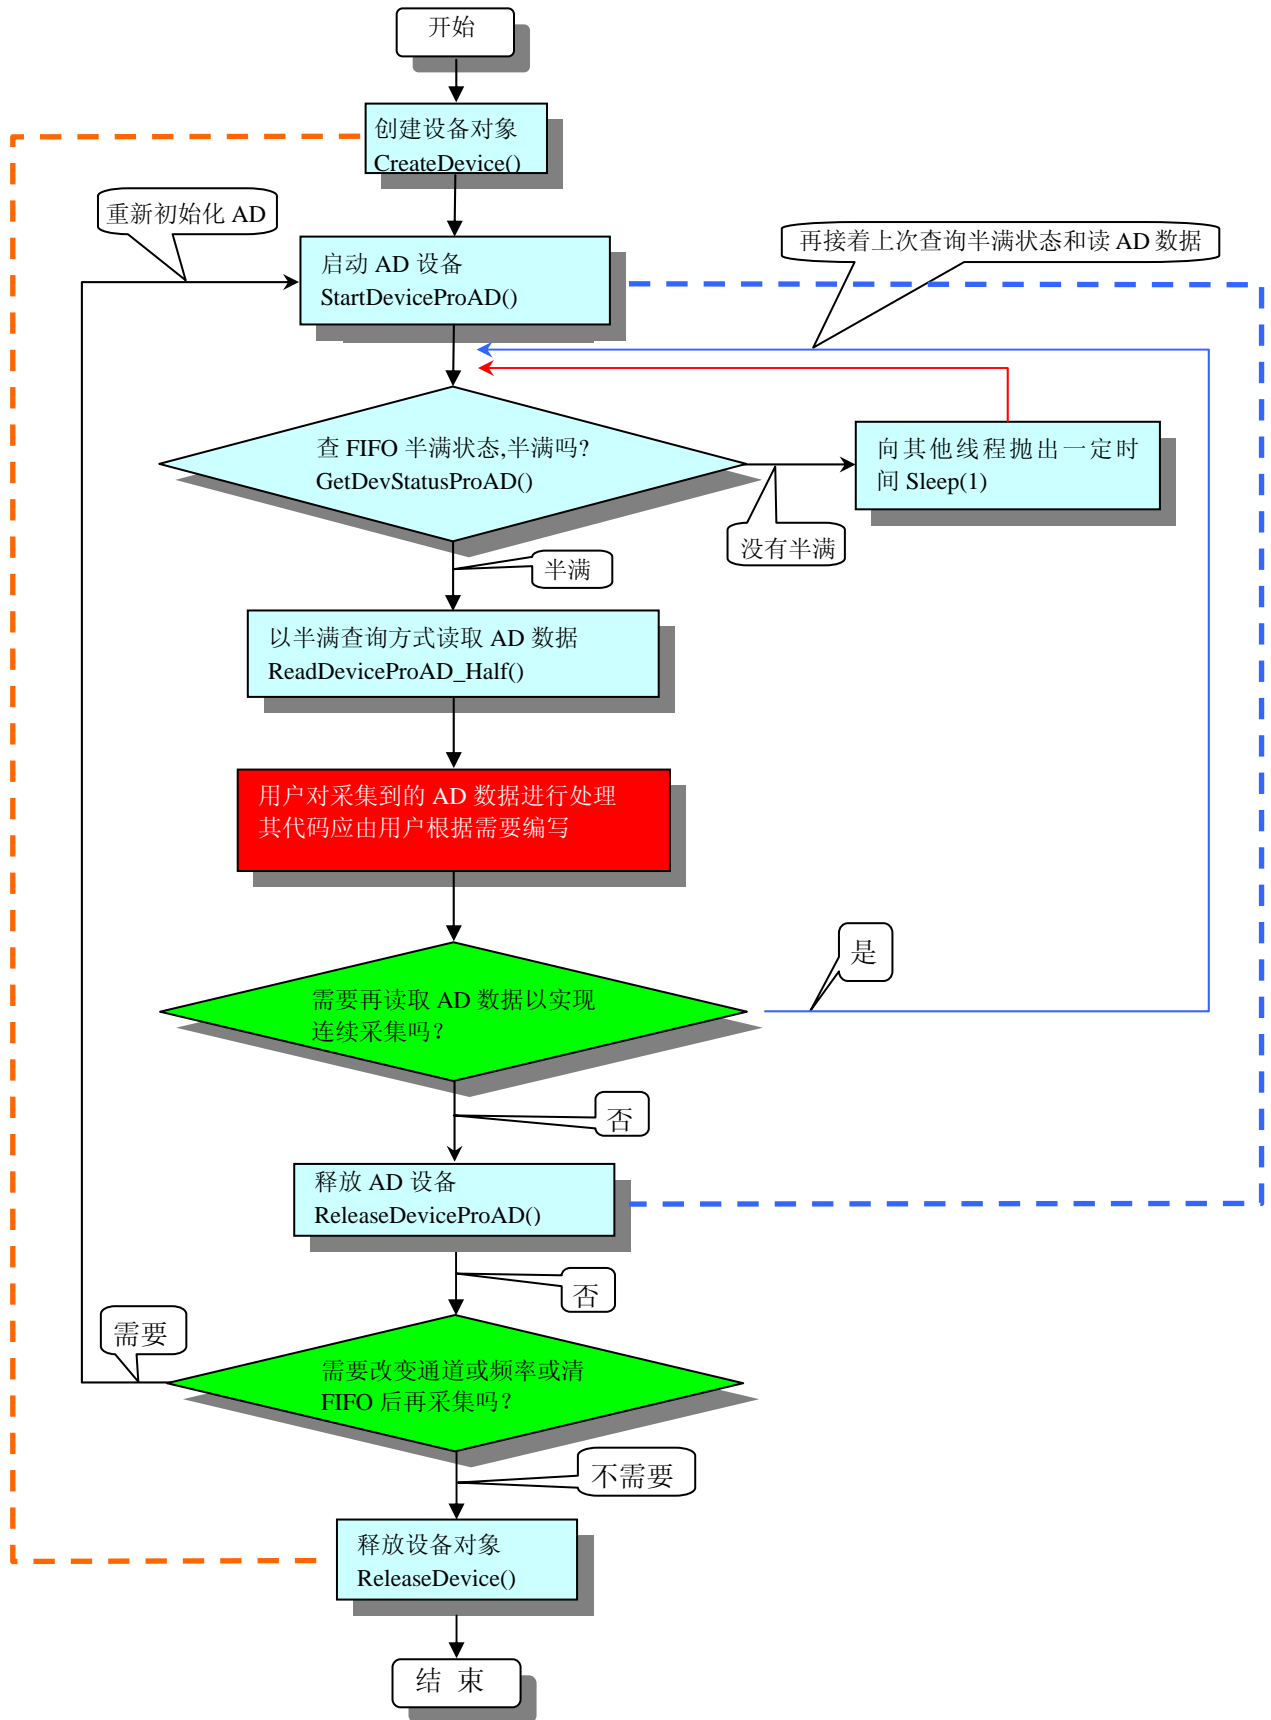 开始
创建设备对象
CreateDevice()
重新初始化 AD
再接着上次查询半满状态和读 AD 数据
启动 AD 设备
StartDeviceProAD()
查 FIFO 半满状态,半满吗?
GetDevStatusProAD()
向其他线程抛出一定时
间 Sleep(1)
没有半满
半满
以半满查询方式读取 AD 数据
ReadDeviceProAD_Half()
用户对采集到的 AD 数据进行处理
其代码应由用户根据需要编写
是
需要再读取 AD 数据以实现
连续采集吗？
否
释放 AD 设备
ReleaseDeviceProAD()
否
需要
需要改变通道或频率或清
FIFO 后再采集吗？
不需要
释放设备对象
ReleaseDevice()
结 束